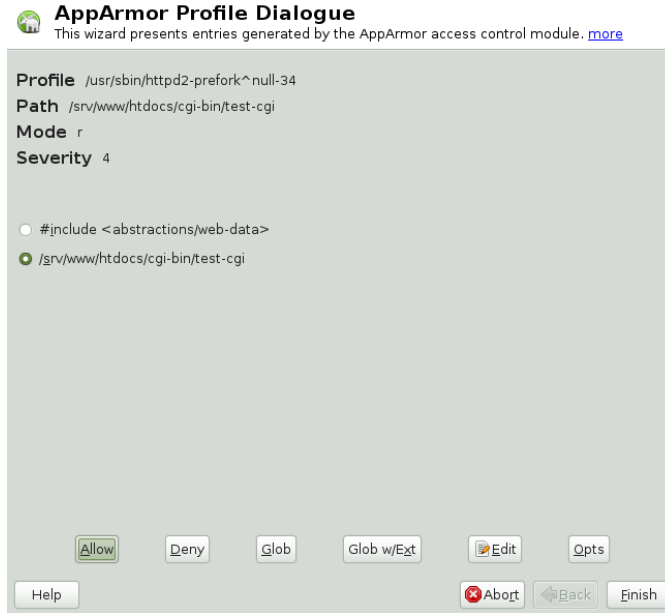 AppArmor Profile Dialogue
This wizard presents entries generated by the AppArmor access control module. more
Profile /usr/sbin/httpd2-prefork^null-34
Path /srv/www/htdocs/cgi-bin/test-cgi
Mode r
Severity 4
#include <abstractions/web-data>
/srv/www/htdocs/cgi-bin/test-cgi
Allow Deny Glob Glob w/Ext Edit Opts
Help Abort Back Finish